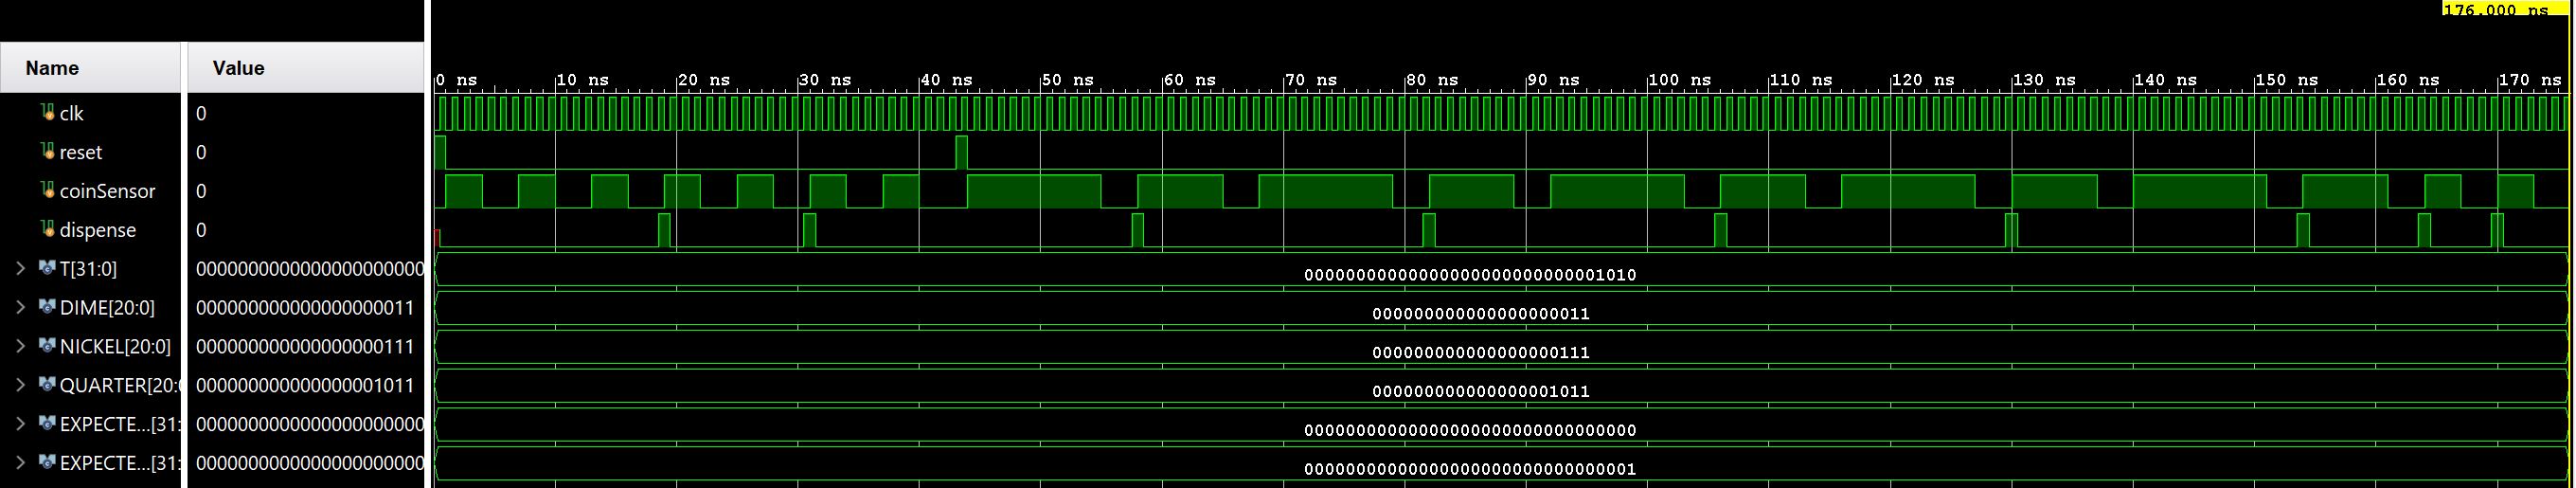 176.000 ns
Name Value
0 ns 10 ns 20 ns 30 ns 40 ns 50 ns 60 ns 70 ns 80 ns 90 ns 100 ns 110 ns 120 ns 130 ns 140 ns 150 ns 160 ns 170 ns
clk 0
reset 0
coinSensor 0
dispense 0
T[31:0] 0000000000000000000000 00000000000000000000000000001010
DIME[20:0] 000000000000000000011 000000000000000000011
NICKEL[20:0] 000000000000000000111 000000000000000000111
QUARTER[20:0 000000000000000001011 000000000000000001011
EXPECTE...[31: 0000000000000000000000 00000000000000000000000000000000
EXPECTE...[31: 0000000000000000000000 00000000000000000000000000000001